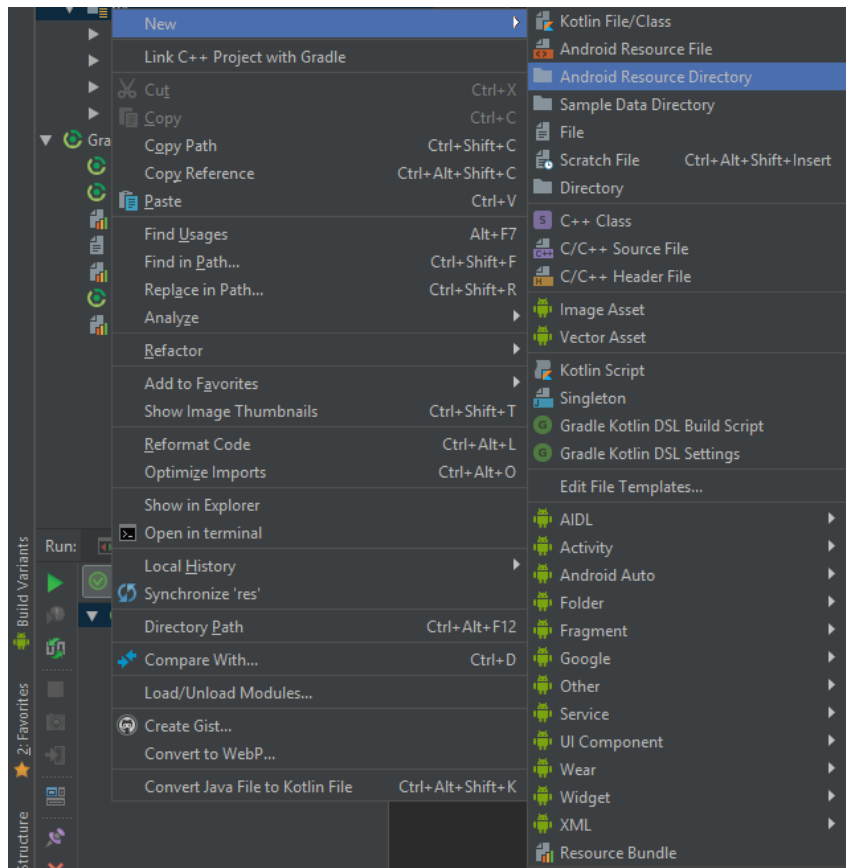 New
Link C++ Project with Gradle
Cut Ctrl+X
Copy Ctrl+C
Copy Path Ctrl+Shift+C
Copy Reference Ctrl+Alt+Shift+C
Paste Ctrl+V
Find Usages Alt+F7
Find in Path... Ctrl+Shift+F
Replace in Path... Ctrl+Shift+R
Analyze
Refactor
Add to Favorites
Show Image Thumbnails Ctrl+Shift+T
Reformat Code Ctrl+Alt+L
Optimize Imports Ctrl+Alt+O
Show in Explorer
Open in terminal
Local History
Synchronize 'res'
Directory Path Ctrl+Alt+F12
Compare With... Ctrl+D
Load/Unload Modules...
Create Gist...
Convert to WebP...
Convert Java File to Kotlin File Ctrl+Alt+Shift+K
Kotlin File/Class
Android Resource File
Android Resource Directory
Sample Data Directory
File
Scratch File Ctrl+Alt+Shift+Insert
Directory
C++ Class
C/C++ Source File
C/C++ Header File
Image Asset
Vector Asset
Kotlin Script
Singleton
Gradle Kotlin DSL Build Script
Gradle Kotlin DSL Settings
Edit File Templates...
AIDL
Activity
Android Auto
Folder
Fragment
Google
Other
Service
UI Component
Wear
Widget
XML
Resource Bundle
Gra
Run:
Build Variants
2: Favorites
Structure